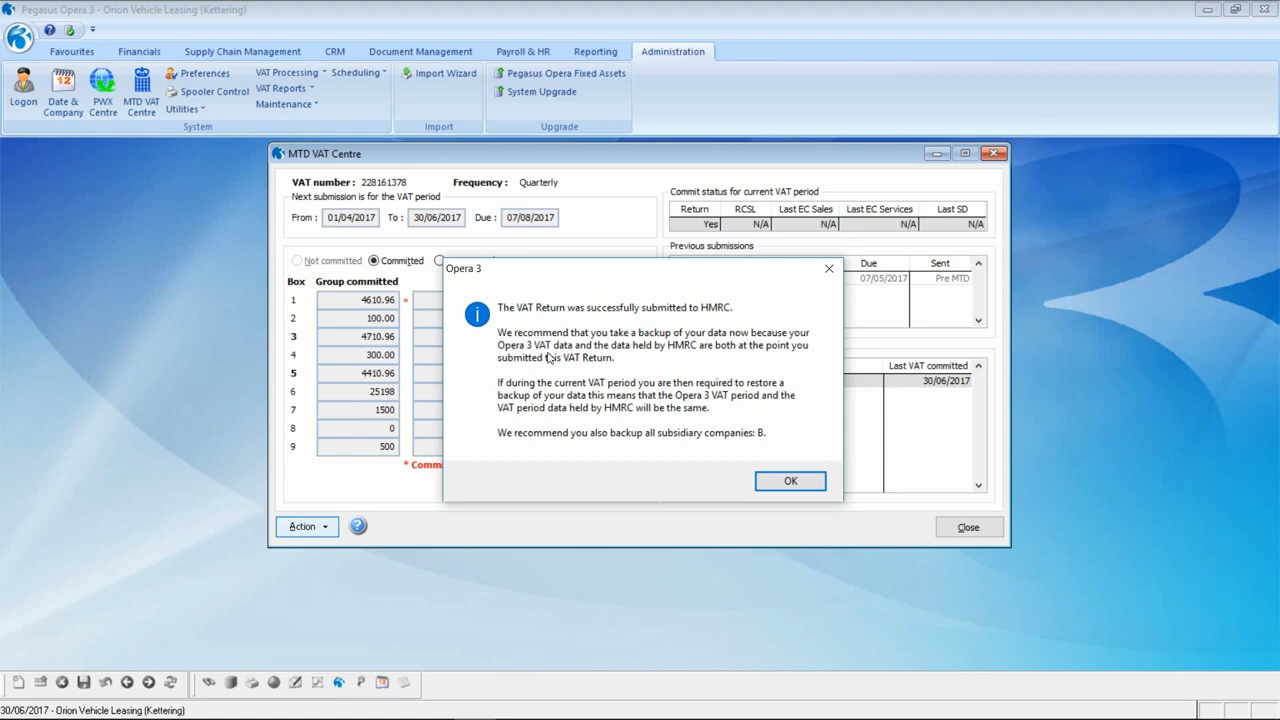 Pegasus Opera 3 - Orion Vehicle Leasing (Kettering)
Favourites Financials Supply Chain Management CRM Document Management Payroll & HR Reporting Administration
Logon
Date & Company
PWX Centre
MTD VAT Centre
Preferences
Spooler Control
Utilities
VAT Processing
VAT Reports
Maintenance
Scheduling
System
Import Wizard
Import
Pegasus Opera Fixed Assets
System Upgrade
Upgrade
MTD VAT Centre
VAT number : 228161378 Frequency : Quarterly
Next submission is for the VAT period
From : 01/04/2017 To : 30/06/2017 Due : 07/08/2017
Commit status for current VAT period
Return RCSL Last EC Sales Last EC Services Last SD
Yes N/A N/A N/A N/A
Not committed Committed
Previous submissions
Due Sent
07/05/2017 Pre MTD
Box Group committed
1 4610.96 *
2 100.00
3 4710.96
4 300.00
5 4410.96
6 25198
7 1500
8 0
9 500
* Commi
Last VAT committed
30/06/2017
Opera 3
The VAT Return was successfully submitted to HMRC.
We recommend that you take a backup of your data now because your
Opera 3 VAT data and the data held by HMRC are both at the point you
submitted this VAT Return.
If during the current VAT period you are then required to restore a
backup of your data this means that the Opera 3 VAT period and the
VAT period data held by HMRC will be the same.
We recommend you also backup all subsidiary companies: B.
OK
Action
Close
30/06/2017 - Orion Vehicle Leasing (Kettering)